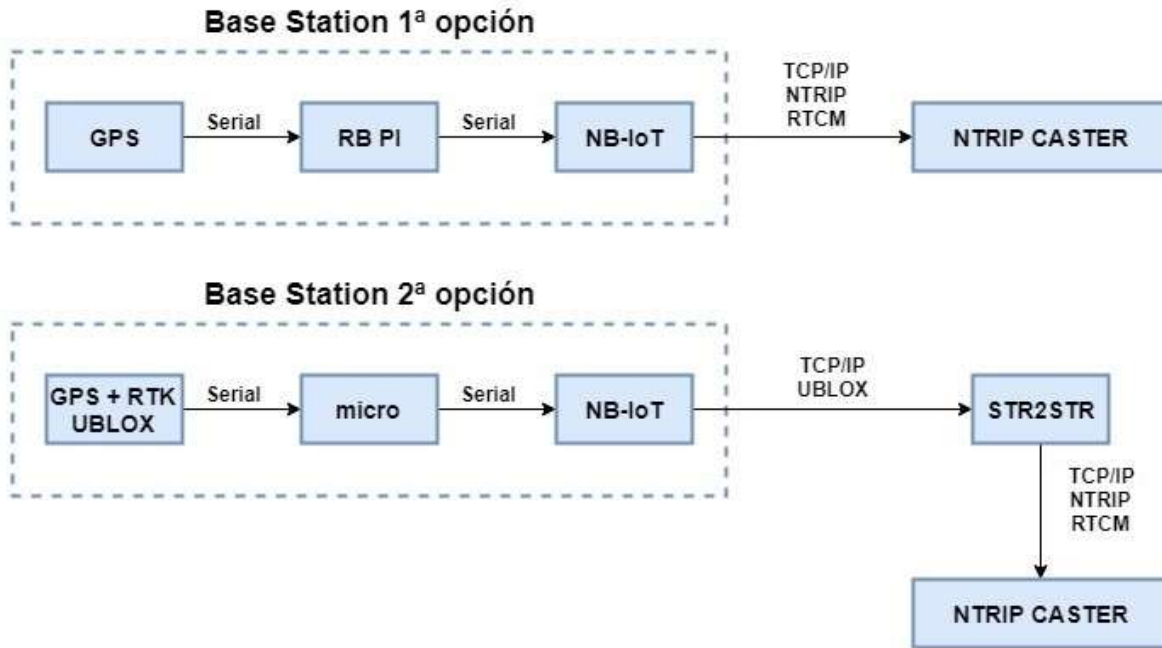 Base Station 1ª opción
GPS
Serial
RB PI
Serial
NB-IoT
TCP/IP
NTRIP
RTCM
NTRIP CASTER
Base Station 2ª opción
GPS + RTK
UBLOX
Serial
micro
Serial
NB-IoT
TCP/IP
UBLOX
STR2STR
TCP/IP
NTRIP
RTCM
NTRIP CASTER